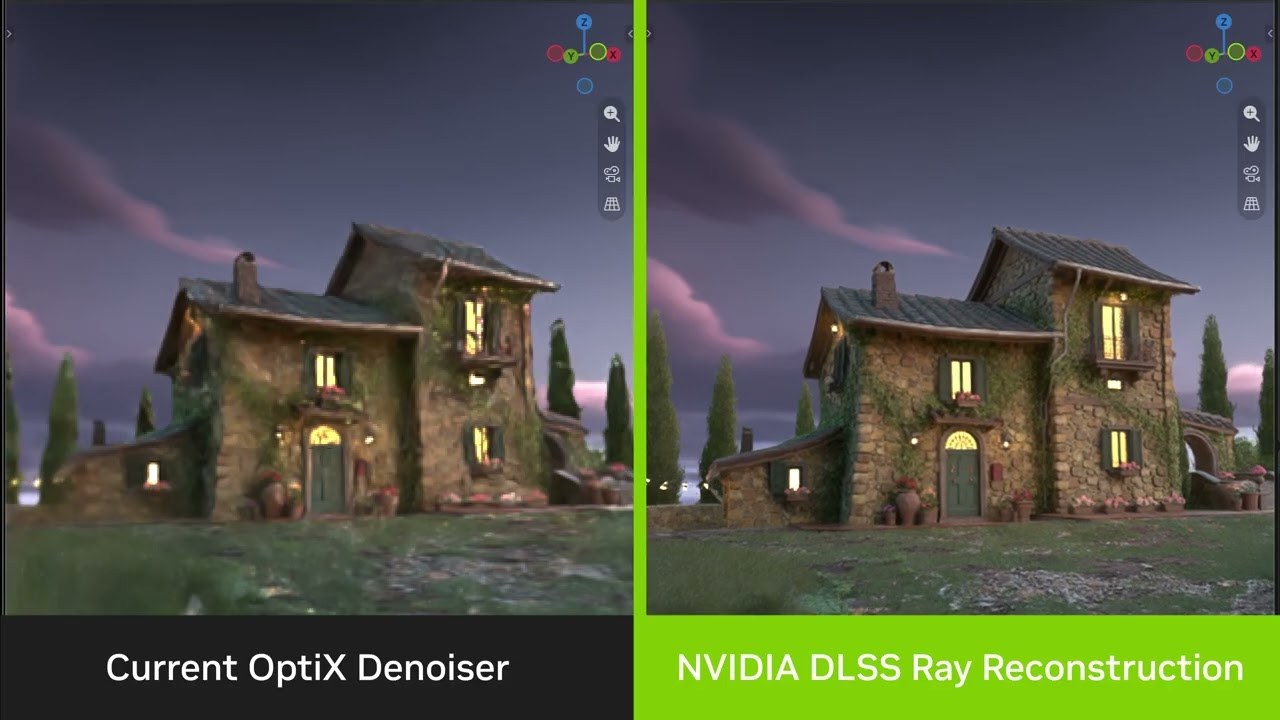 Z
Y
X
Z
Y
X
Current OptiX Denoiser
NVIDIA DLSS Ray Reconstruction